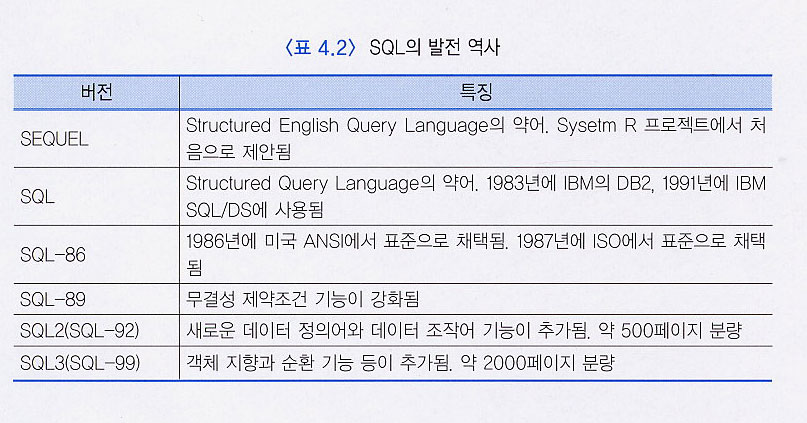 〈표 4.2〉 SQL의 발전 역사
버전 특징
SEQUEL
Structured English Query Language의 약어. Sysetm R 프로젝트에서 처
음으로 제안됨
SQL
Structured Query Language의 약어. 1983년에 IBM의 DB2, 1991년에 IBM
SQL/DS에 사용됨
SQL-86
1986년에 미국 ANSI에서 표준으로 채택됨. 1987년에 ISO에서 표준으로 채택
됨
SQL-89 무결성 제약조건 기능이 강화됨
SQL2(SQL-92) 새로운 데이터 정의어와 데이터 조작어 기능이 추가됨. 약 500페이지 분량
SQL3(SQL-99) 객체 지향과 순환 기능 등이 추가됨. 약 2000페이지 분량